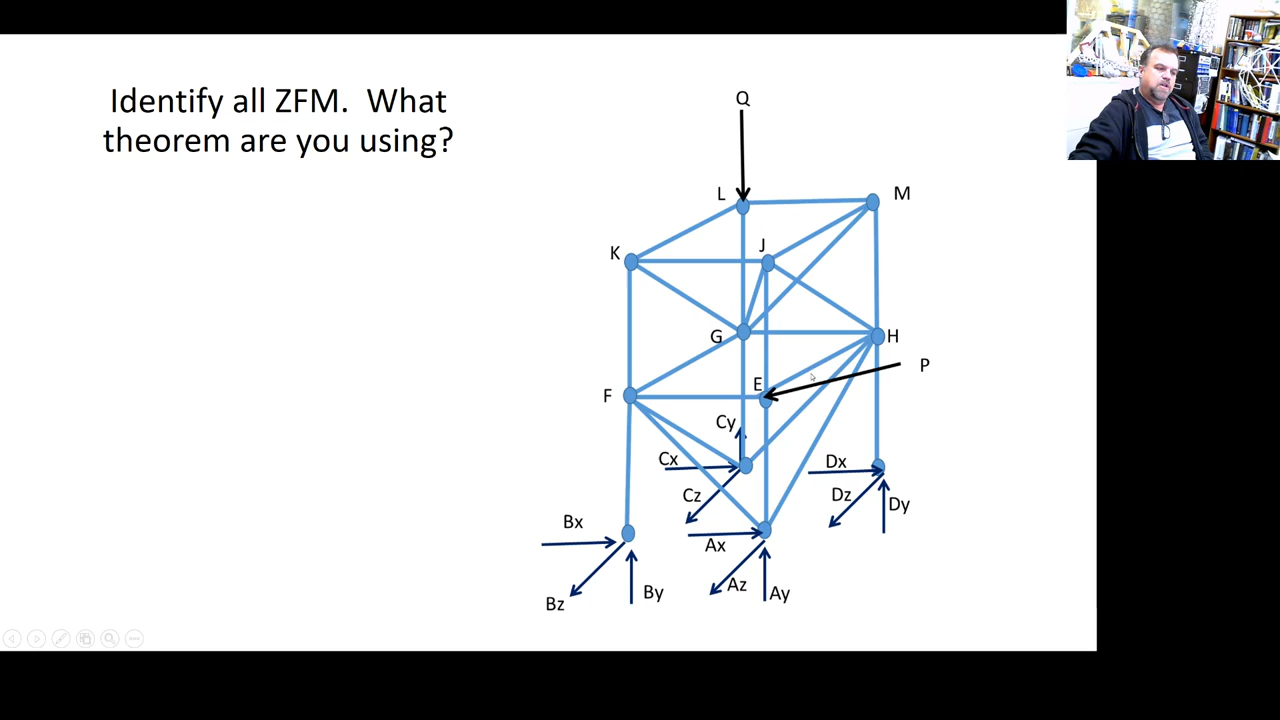 Identify all ZFM.  What
theorem are you using?
Q
L
M
K
J
G
H
P
E
F
Cy
Cx
Dx
Cz
Dz
Dy
Bx
Ax
Az
By
Ay
Bz